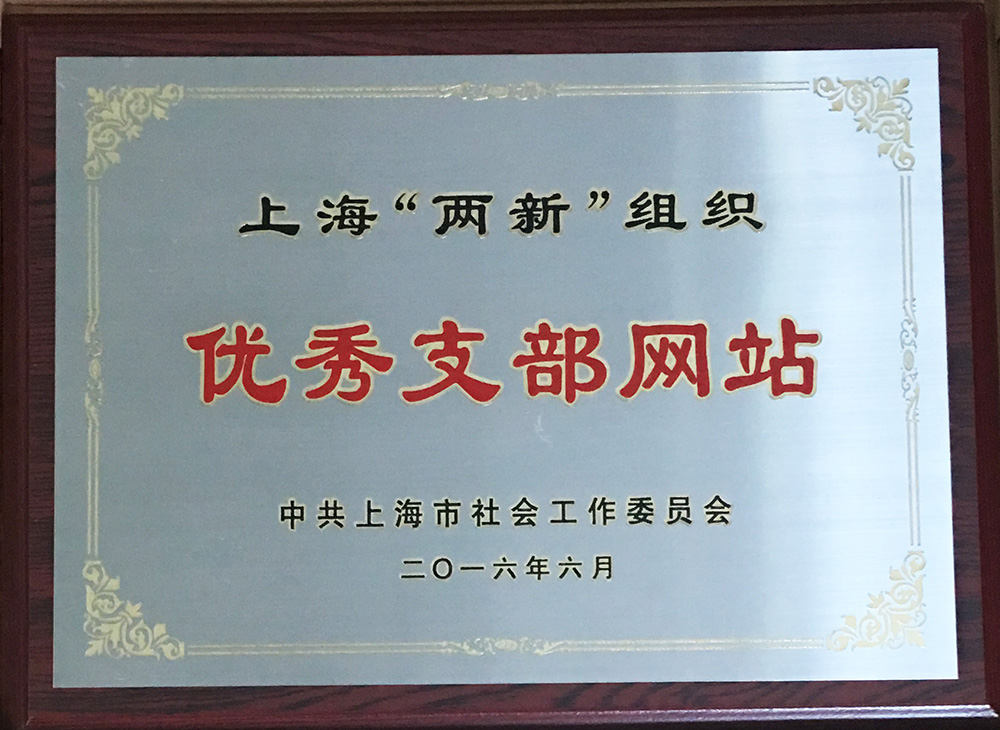 上海“两新”组织
优秀支部网站
中共上海市社会工作委员会
二〇一六年六月